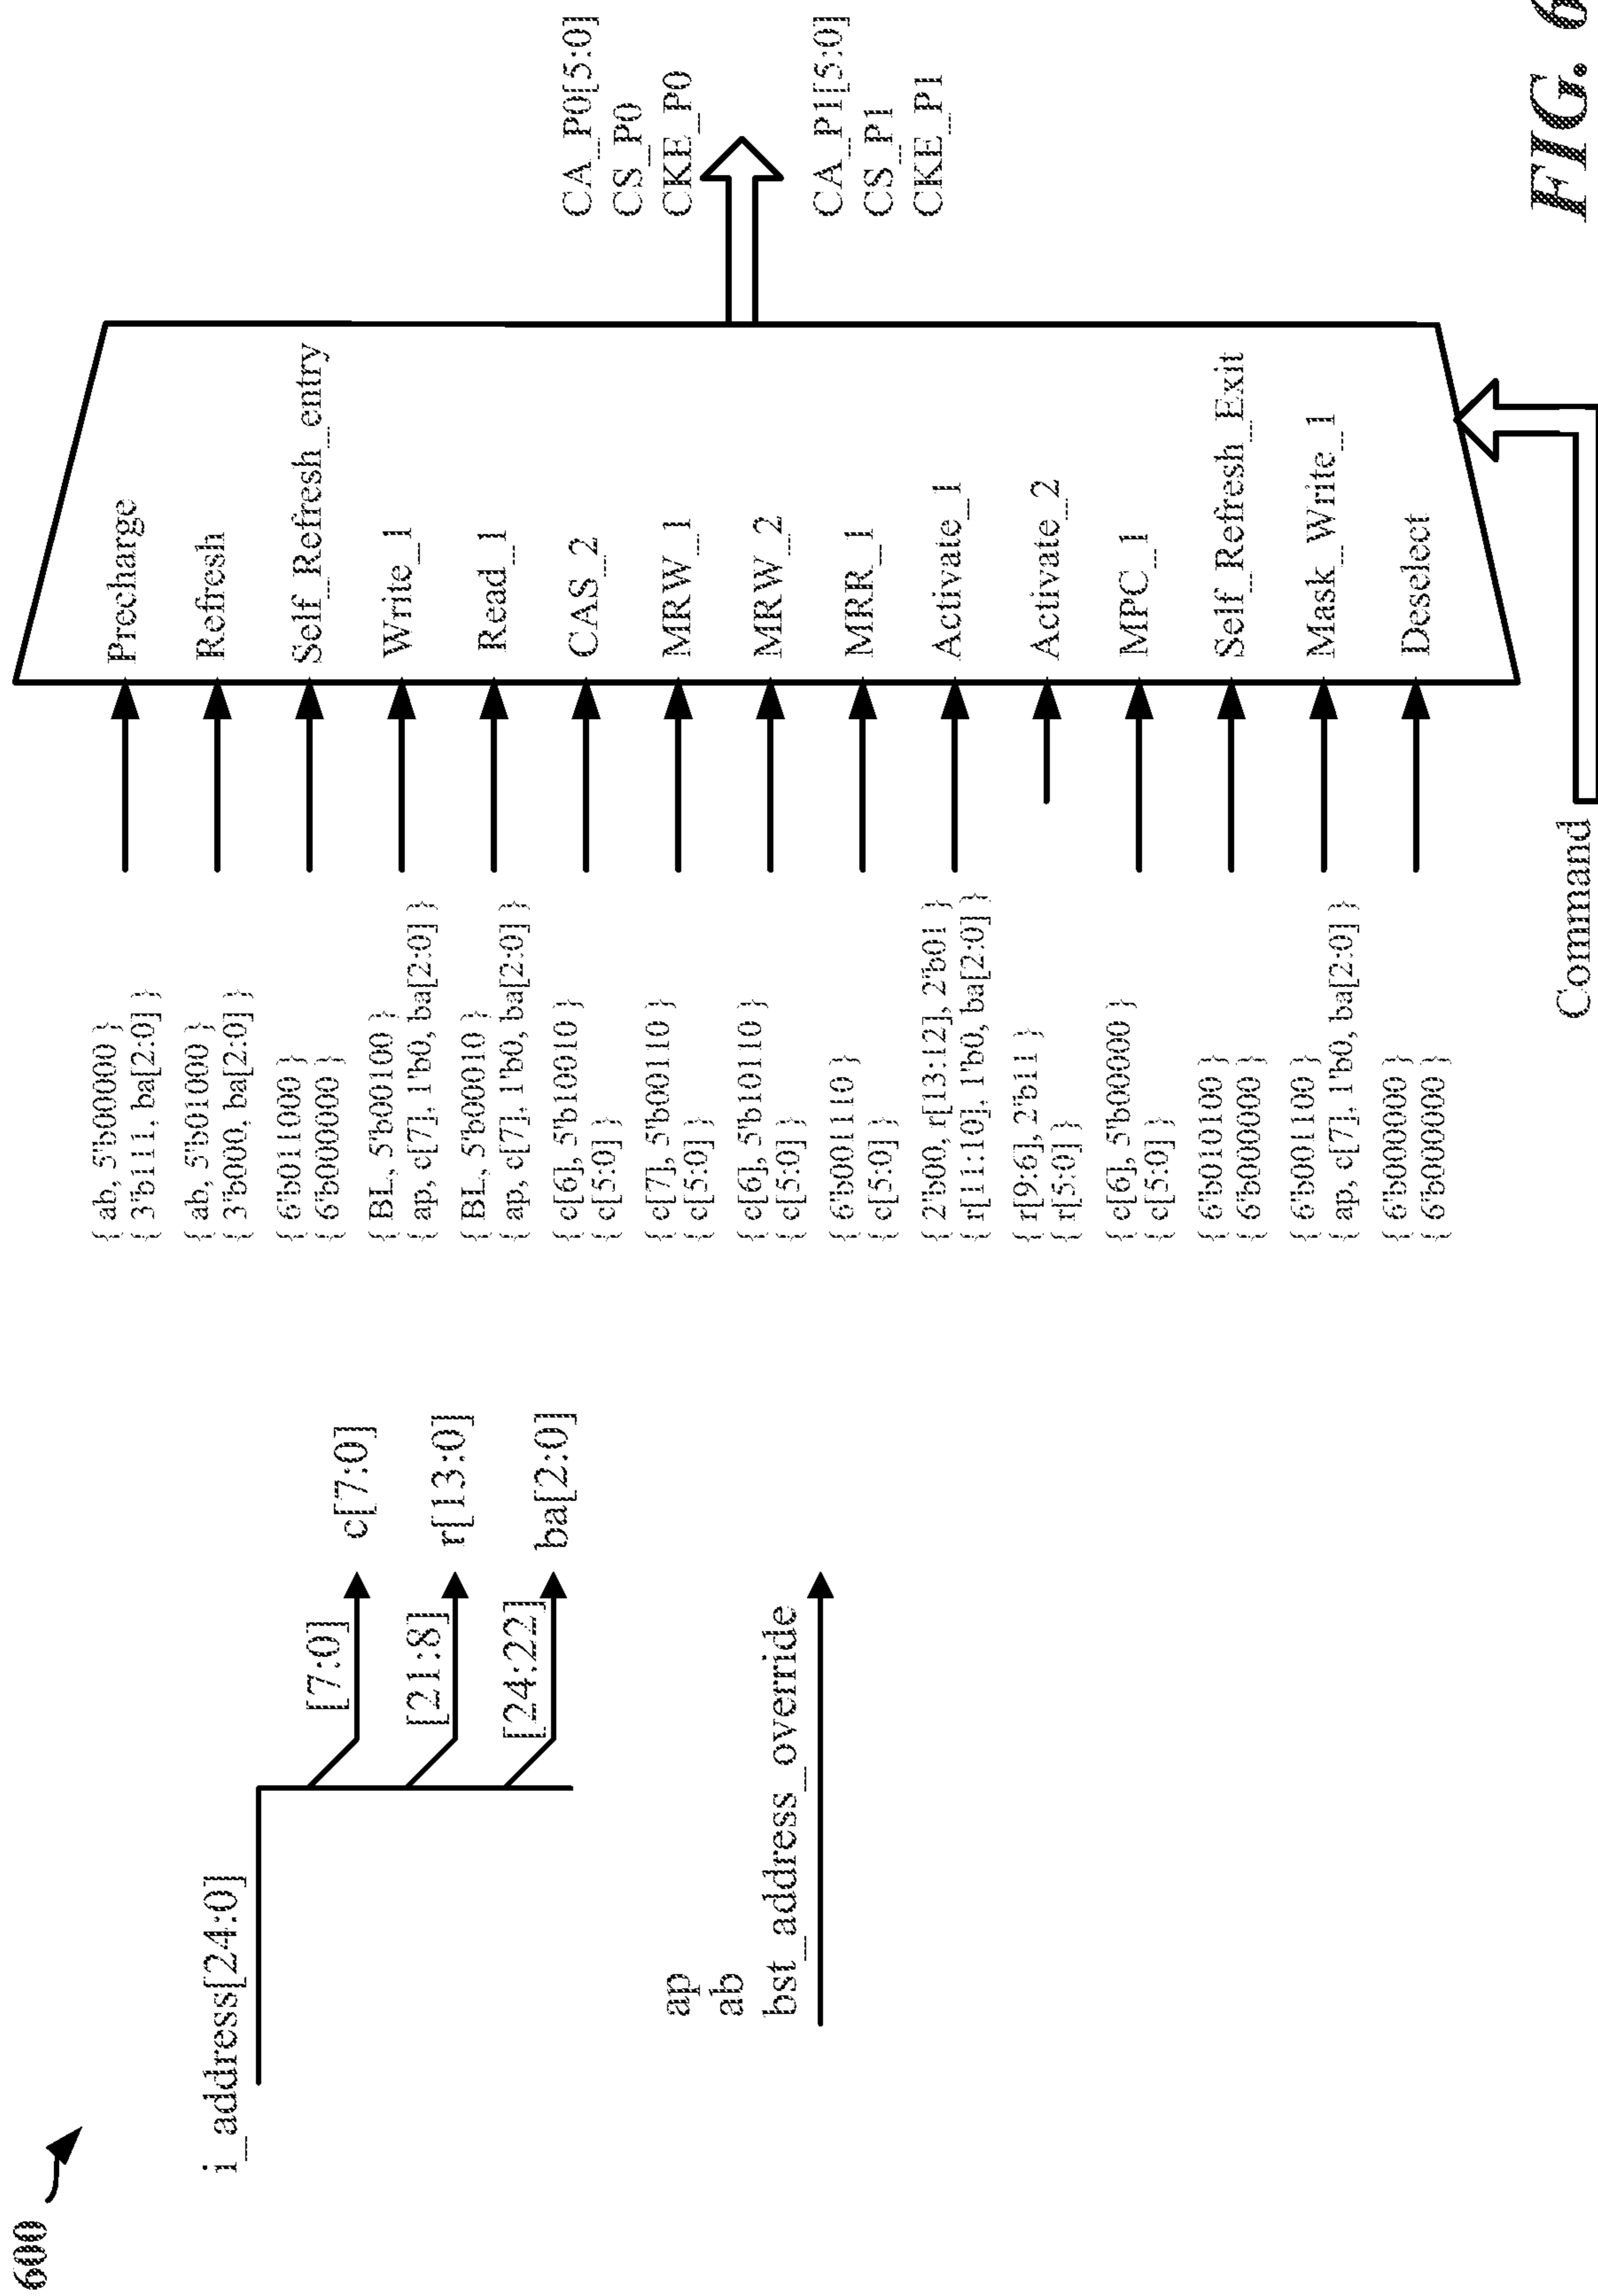 600
i_address[24:0]
[7:0]
c[7:0]
[21:8]
r[13:0]
[24:22]
ba[2:0]
ap
ab
bst_address_override
{ ab, 5'b00000 }
{ 3'b111, ba[2:0] }
Precharge
{ ab, 5'b01000 }
{ 3'b000, ba[2:0] }
Refresh
{ 6'b011000 }
{ 6'b000000 }
Self_Refresh_entry
{ BL, 5'b00100 }
{ ap, c[7], 1'b0, ba[2:0] }
Write_1
{ BL, 5'b00010 }
{ ap, c[7], 1'b0, ba[2:0] }
Read_1
{ c[6], 5'b10010 }
{ c[5:0] }
CAS_2
{ c[7], 5'b00110 }
{ c[5:0] }
MRW_1
{ c[6], 5'b10110 }
{ c[5:0] }
MRW_2
{ 6'b001110 }
{ c[5:0] }
MRR_1
{ 2'b00, r[13:12], 2'b01 }
{ r[11:10], 1'b0, ba[2:0] }
Activate_1
{ r[9:6], 2'b11 }
{ r[5:0] }
Activate_2
{ c[6], 5'b00000 }
{ c[5:0] }
MPC_1
{ 6'b010100 }
{ 6'b000000 }
Self_Refresh_Exit
{ 6'b001100 }
{ ap, c[7], 1'b0, ba[2:0] }
Mask_Write_1
{ 6'b000000 }
{ 6'b000000 }
Deselect
Command
CA_P0[5:0]
CS_P0
CKE_P0
CA_P1[5:0]
CS_P1
CKE_P1
FIG. 6